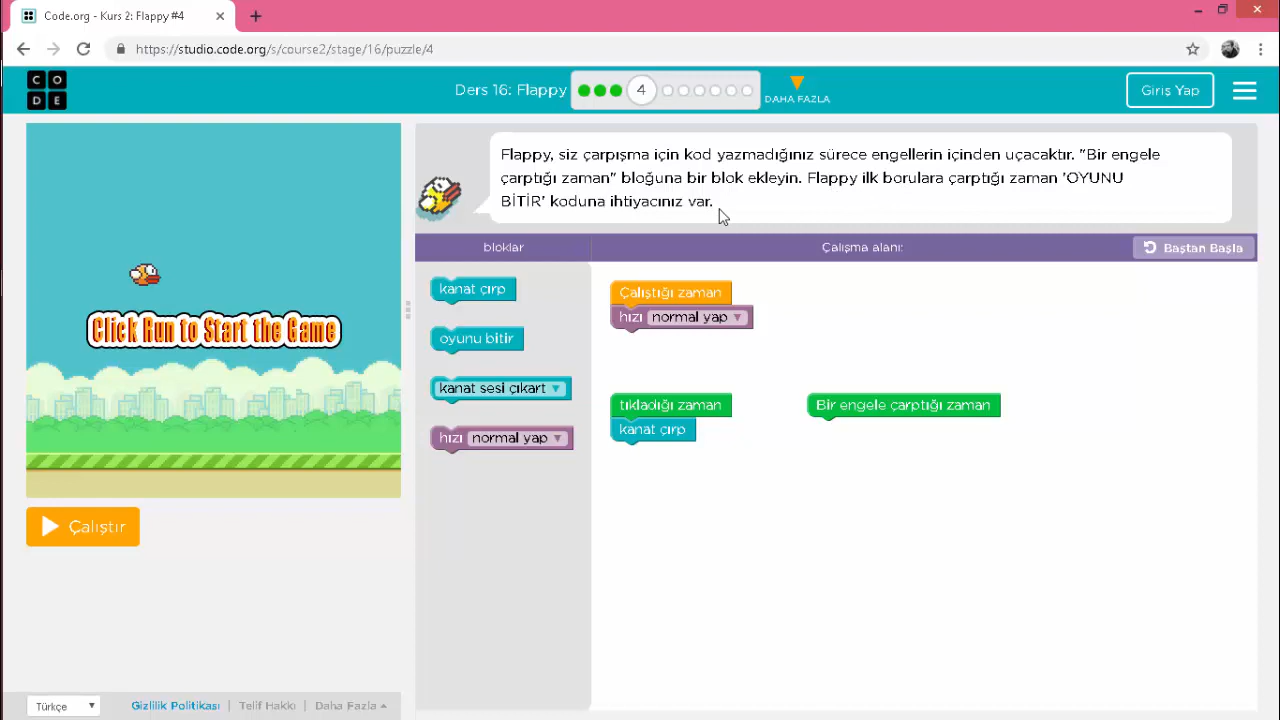 Code.org - Kurs 2: Flappy #4
https://studio.code.org/s/course2/stage/16/puzzle/4
C O
D E
Ders 16: Flappy
4
DAHA FAZLA
Giriş Yap
Flappy, siz çarpışma için kod yazmadığınız sürece engellerin içinden uçacaktır. "Bir engele
çarptığı zaman" bloğuna bir blok ekleyin. Flappy ilk borulara çarptığı zaman 'OYUNU
BİTİR' koduna ihtiyacınız var.
bloklar
Çalışma alanı:
Baştan Başla
kanat çırp
oyunu bitir
kanat sesi çıkart
hızı normal yap
Çalıştığı zaman
hızı normal yap
tıkladığı zaman
kanat çırp
Bir engele çarptığı zaman
Click Run to Start the Game
Çalıştır
Türkçe
Gizlilik Politikası
Telif Hakkı
Daha Fazla